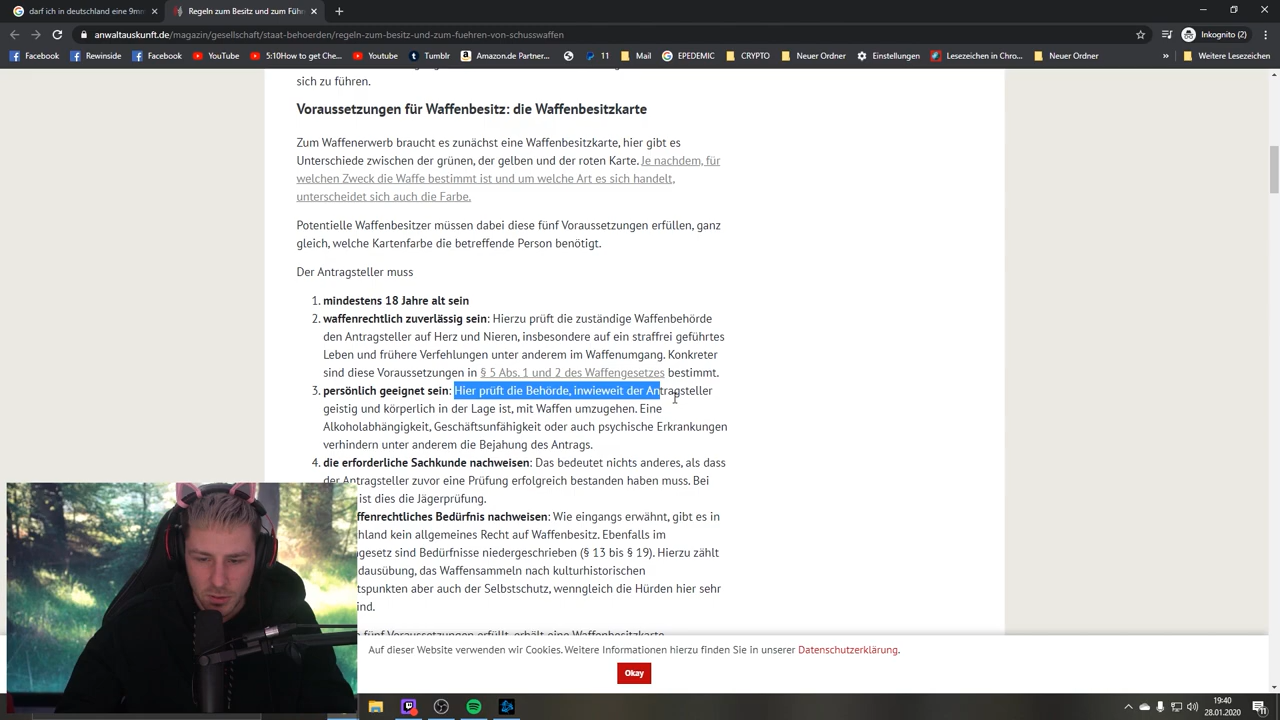 darf ich in deutschland eine 9mm
Regeln zum Besitz und zum Führ
anwaltauskunft.de/magazin/gesellschaft/staat-behoerden/regeln-zum-besitz-und-zum-fuehren-von-schusswaffen
Inkognito (2)
Facebook
Rewinside
Facebook
YouTube
5:10How to get Che...
Youtube
Tumblr
Amazon.de Partner...
11
Mail
EPEDEMIC
CRYPTO
Neuer Ordner
Einstellungen
Lesezeichen in Chro...
Neuer Ordner
»
Weitere Lesezeichen
sich zu führen.
Voraussetzungen für Waffenbesitz: die Waffenbesitzkarte
Zum Waffenerwerb braucht es zunächst eine Waffenbesitzkarte, hier gibt es
Unterschiede zwischen der grünen, der gelben und der roten Karte. Je nachdem, für
welchen Zweck die Waffe bestimmt ist und um welche Art es sich handelt,
unterscheidet sich auch die Farbe.
Potentielle Waffenbesitzer müssen dabei diese fünf Voraussetzungen erfüllen, ganz
gleich, welche Kartenfarbe die betreffende Person benötigt.
Der Antragsteller muss
1. mindestens 18 Jahre alt sein
2. waffenrechtlich zuverlässig sein: Hierzu prüft die zuständige Waffenbehörde
den Antragsteller auf Herz und Nieren, insbesondere auf ein straffrei geführtes
Leben und frühere Verfehlungen unter anderem im Waffenumgang. Konkreter
sind diese Voraussetzungen in § 5 Abs. 1 und 2 des Waffengesetzes bestimmt.
3. persönlich geeignet sein: Hier prüft die Behörde, inwieweit der Antragsteller
geistig und körperlich in der Lage ist, mit Waffen umzugehen. Eine
Alkoholabhängigkeit, Geschäftsunfähigkeit oder auch psychische Erkrankungen
verhindern unter anderem die Bejahung des Antrags.
4. die erforderliche Sachkunde nachweisen: Das bedeutet nichts anderes, als dass
der Antragsteller zuvor eine Prüfung erfolgreich bestanden haben muss. Bei
ist dies die Jägerprüfung.
ffenrechtliches Bedürfnis nachweisen: Wie eingangs erwähnt, gibt es in
hland kein allgemeines Recht auf Waffenbesitz. Ebenfalls im
gesetz sind Bedürfnisse niedergeschrieben (§ 13 bis § 19). Hierzu zählt
dausübung, das Waffensammeln nach kulturhistorischen
tspunkten aber auch der Selbstschutz, wenngleich die Hürden hier sehr
ind.
fünf Voraussetzungen erfüllt, erhält eine Waffenbesitzkarte
Auf dieser Website verwenden wir Cookies. Weitere Informationen hierzu finden Sie in unserer Datenschutzerklärung.
Okay
19:40
28.01.2020